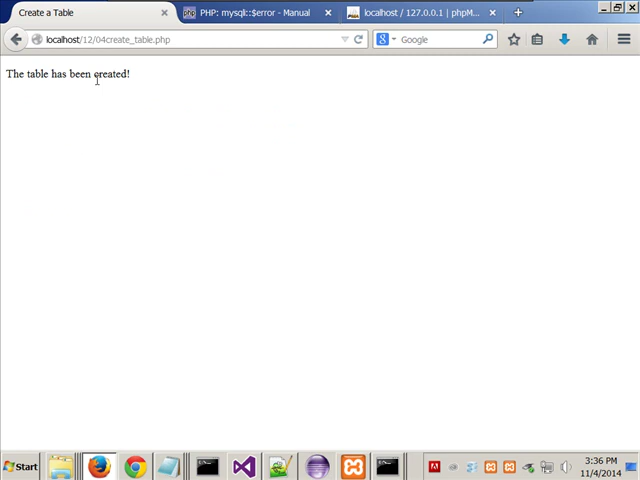 Create a Table
PHP: mysqli::$error - Manual
localhost / 127.0.0.1 | phpM...
localhost/12/04create_table.php
Google
The table has been created!
Start
3:36 PM
11/4/2014